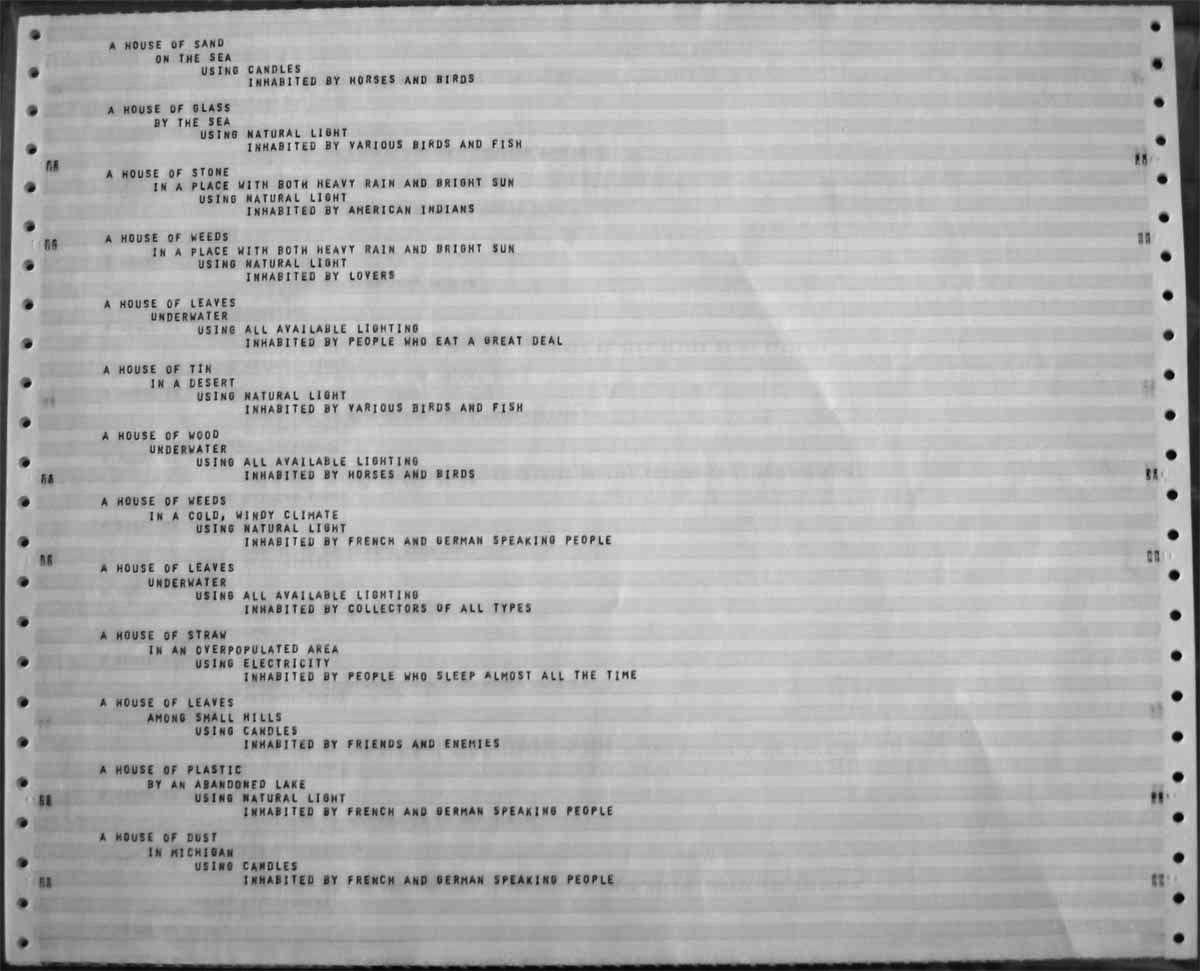 A HOUSE OF SAND
ON THE SEA
USING CANDLES
INHABITED BY HORSES AND BIRDS
A HOUSE OF GLASS
BY THE SEA
USING NATURAL LIGHT
INHABITED BY VARIOUS BIRDS AND FISH
A HOUSE OF STONE
IN A PLACE WITH BOTH HEAVY RAIN AND BRIGHT SUN
USING NATURAL LIGHT
INHABITED BY AMERICAN INDIANS
A HOUSE OF WEEDS
IN A PLACE WITH BOTH HEAVY RAIN AND BRIGHT SUN
USING NATURAL LIGHT
INHABITED BY LOVERS
A HOUSE OF LEAVES
UNDERWATER
USING ALL AVAILABLE LIGHTING
INHABITED BY PEOPLE WHO EAT A GREAT DEAL
A HOUSE OF TIN
IN A DESERT
USING NATURAL LIGHT
INHABITED BY VARIOUS BIRDS AND FISH
A HOUSE OF WOOD
UNDERWATER
USING ALL AVAILABLE LIGHTING
INHABITED BY HORSES AND BIRDS
A HOUSE OF WEEDS
IN A COLD, WINDY CLIMATE
USING NATURAL LIGHT
INHABITED BY FRENCH AND GERMAN SPEAKING PEOPLE
A HOUSE OF LEAVES
UNDERWATER
USING ALL AVAILABLE LIGHTING
INHABITED BY COLLECTORS OF ALL TYPES
A HOUSE OF STRAW
IN AN OVERPOPULATED AREA
USING ELECTRICITY
INHABITED BY PEOPLE WHO SLEEP ALMOST ALL THE TIME
A HOUSE OF LEAVES
AMONG SMALL HILLS
USING CANDLES
INHABITED BY FRIENDS AND ENEMIES
A HOUSE OF PLASTIC
BY AN ABANDONED LAKE
USING NATURAL LIGHT
INHABITED BY FRENCH AND GERMAN SPEAKING PEOPLE
A HOUSE OF DUST
IN MICHIGAN
USING CANDLES
INHABITED BY FRENCH AND GERMAN SPEAKING PEOPLE